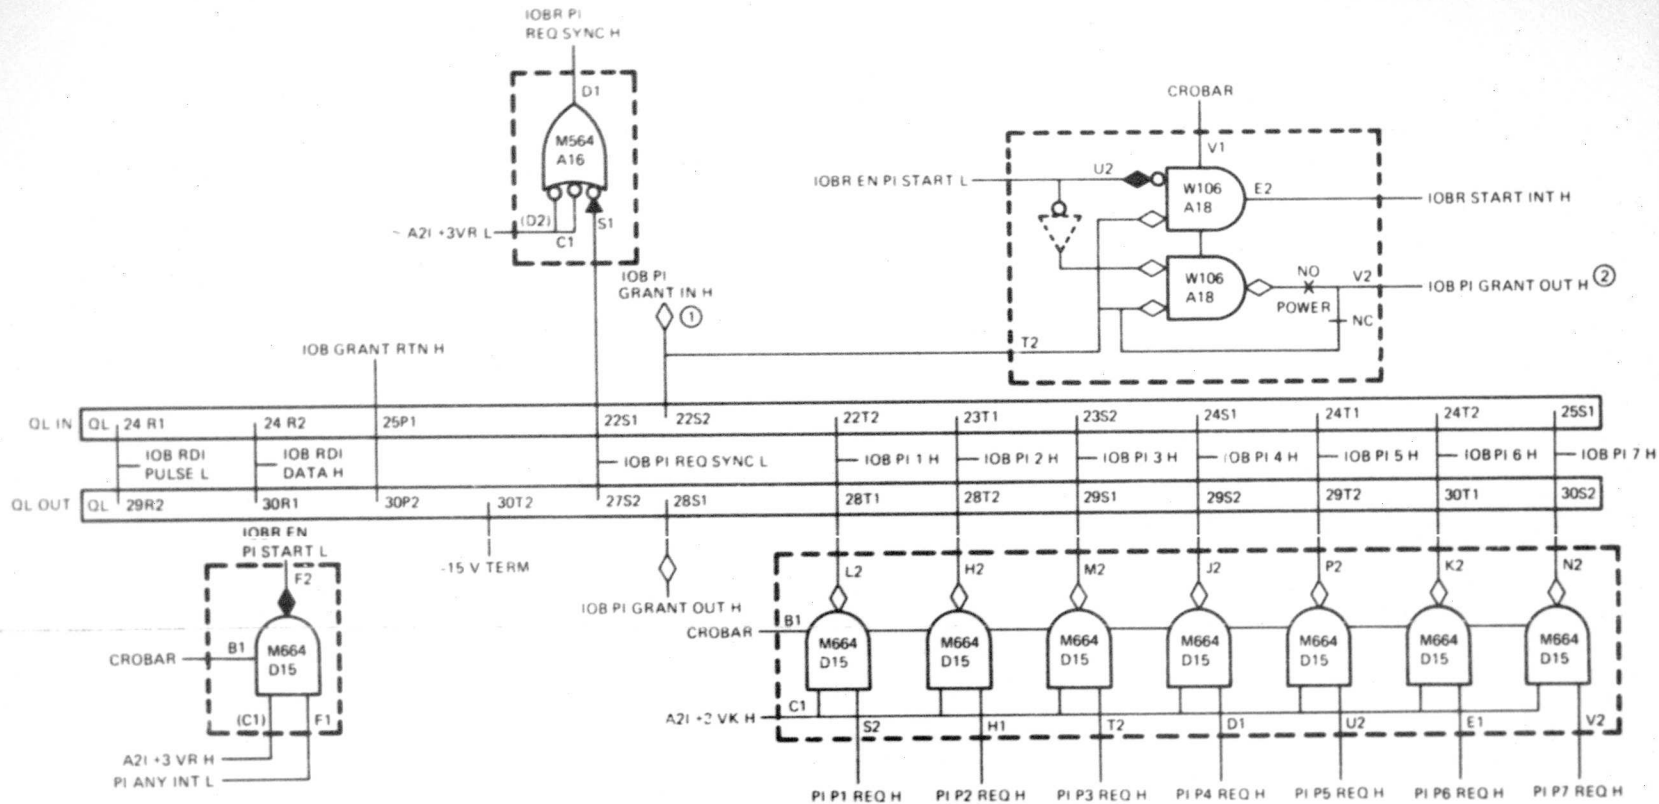 IOBR PI
REQ SYNC H
D1
M564
A16
(D2)
C1
S1
~ A2I +3VR L
CROBAR
V1
IOBR EN PI START L
U2
W106
A18
E2
IOBR START INT H
W106
A18
NO
POWER
V2
IOB PI GRANT OUT H ②
NC
T2
IOB PI
GRANT IN H
①
IOB GRANT RTN H
QL IN QL 24 R1 24 R2 25P1 22S1 22S2 22T2 23T1 23S2 24S1 24T1 24T2 25S1
IOB RDI
PULSE L
IOB RDI
DATA H
IOB PI REQ SYNC L
IOB PI 1 H
IOB PI 2 H
IOB PI 3 H
IOB PI 4 H
IOB PI 5 H
IOB PI 6 H
IOB PI 7 H
QL OUT QL 29R2 30R1 30P2 30T2 27S2 28S1 28T1 28T2 29S1 29S2 29T2 30T1 30S2
IOBR EN
PI START L
F2
-15 V TERM
IOB PI GRANT OUT H
L2 H2 M2 J2 P2 K2 N2
CROBAR
B1
M664
D15
(C1)
F1
A2I +3 VR H
PI ANY INT L
CROBAR
B1
M664
D15
M664
D15
M664
D15
M664
D15
M664
D15
M664
D15
M664
D15
C1
S2 H1 T2 D1 U2 E1 V2
PI P1 REQ H PI P2 REQ H PI P3 REQ H PI P4 REQ H PI P5 REQ H PI P6 REQ H PI P7 REQ H